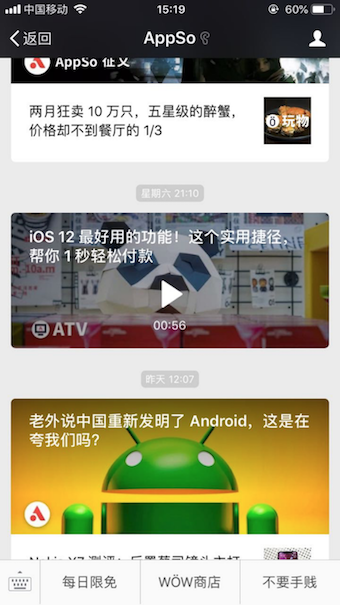 中国移动
15:19
返回
AppSo
AppSo 征文
两月狂卖 10 万只，五星级的醉蟹，
价格却不到餐厅的 1/3
玩物
星期六 21:10
iOS 12 最好用的功能！这个实用捷径，
帮你 1 秒轻松付款
00:56
ATV
昨天 12:07
老外说中国重新发明了 Android，这是在
夸我们吗？
每日限免
WÖW商店
不要手贱